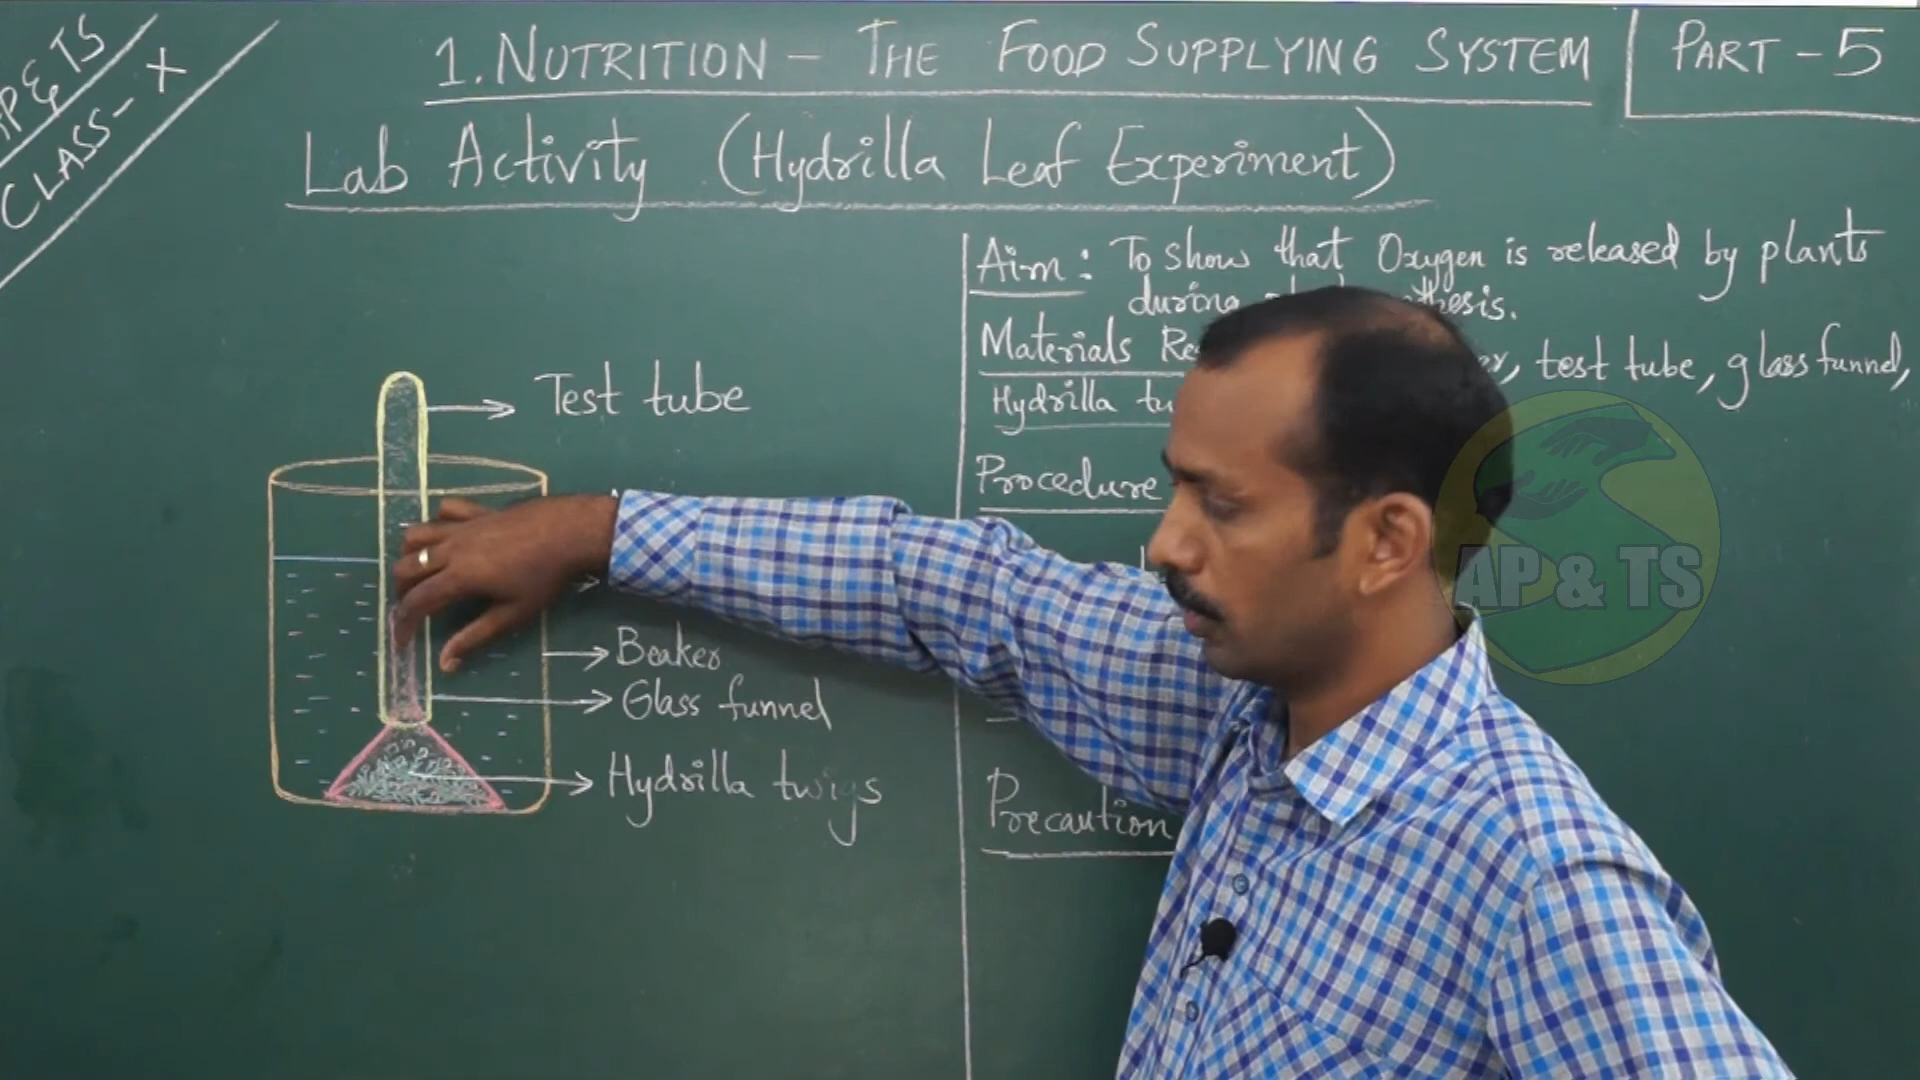 AP & TS
CLASS- X
1. NUTRITION – THE FOOD SUPPLYING SYSTEM
PART - 5
Lab Activity (Hydrilla Leaf Experiment)
Aim: To show that Oxygen is released by plants
during
Materials
test tube, glass funnel,
Hydrilla
Procedure
Precaution
Test tube
Beaker
Glass funnel
Hydrilla twigs
AP & TS